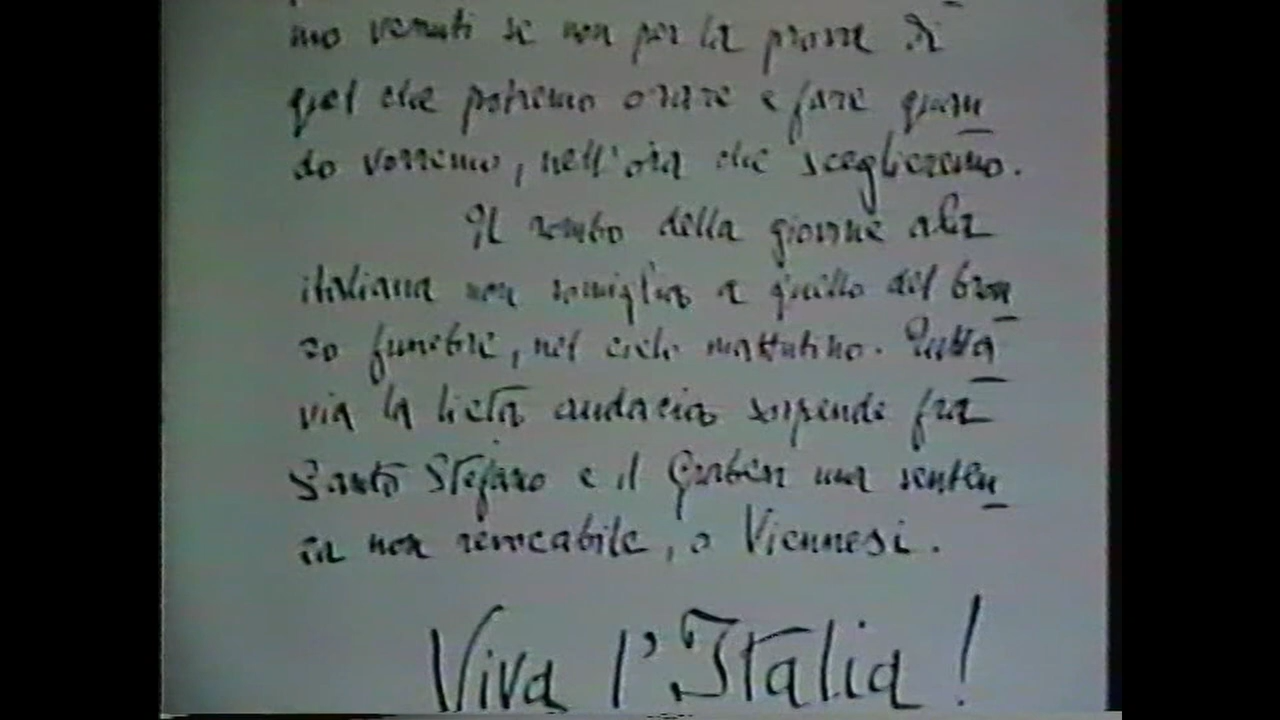 mo venuti se non per la prova di
quel che potremo osare e fare quan
do vorremo, nell'ora che sceglieremo.
Il rombo della giovine ala
italiana non somiglia a quello del bron
zo funebre, nel cielo mattutino. Tutta
via la lieta audacia sospende fra
Santo Stefano e il Graben una senten
za non revocabile, o Viennesi.
Viva l'Italia!